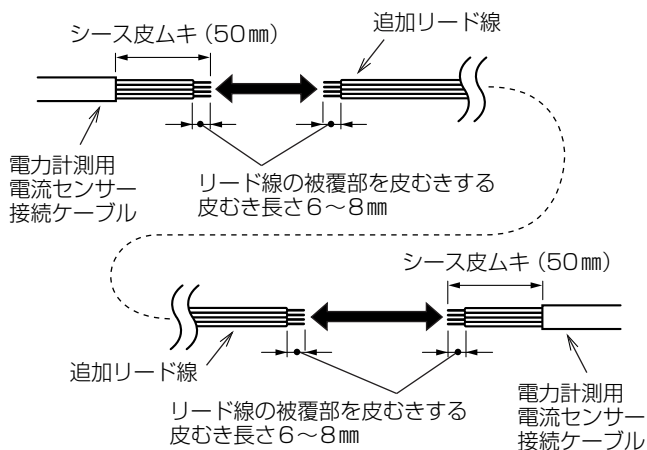 シース皮ムキ（50㎜）
追加リード線
電力計測用
電流センサー
接続ケーブル
リード線の被覆部を皮むきする
皮むき長さ6～8㎜
シース皮ムキ（50㎜）
追加リード線
リード線の被覆部を皮むきする
皮むき長さ6～8㎜
電力計測用
電流センサー
接続ケーブル